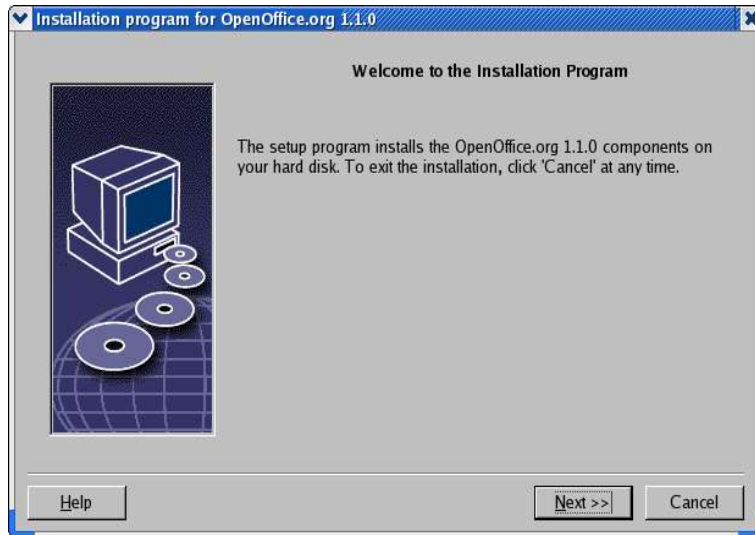 Installation program for OpenOffice.org 1.1.0
Welcome to the Installation Program
The setup program installs the OpenOffice.org 1.1.0 components on
your hard disk. To exit the installation, click 'Cancel' at any time.
Help
Next >>
Cancel